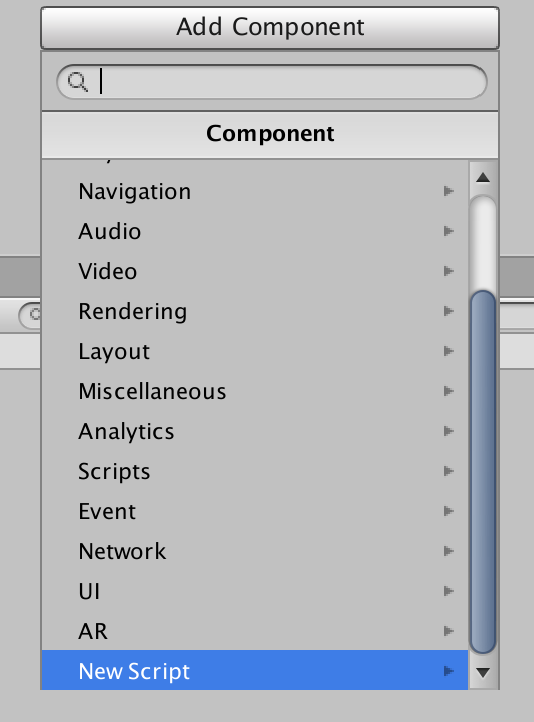 Add Component
Component
Navigation
Audio
Video
Rendering
Layout
Miscellaneous
Analytics
Scripts
Event
Network
UI
AR
New Script